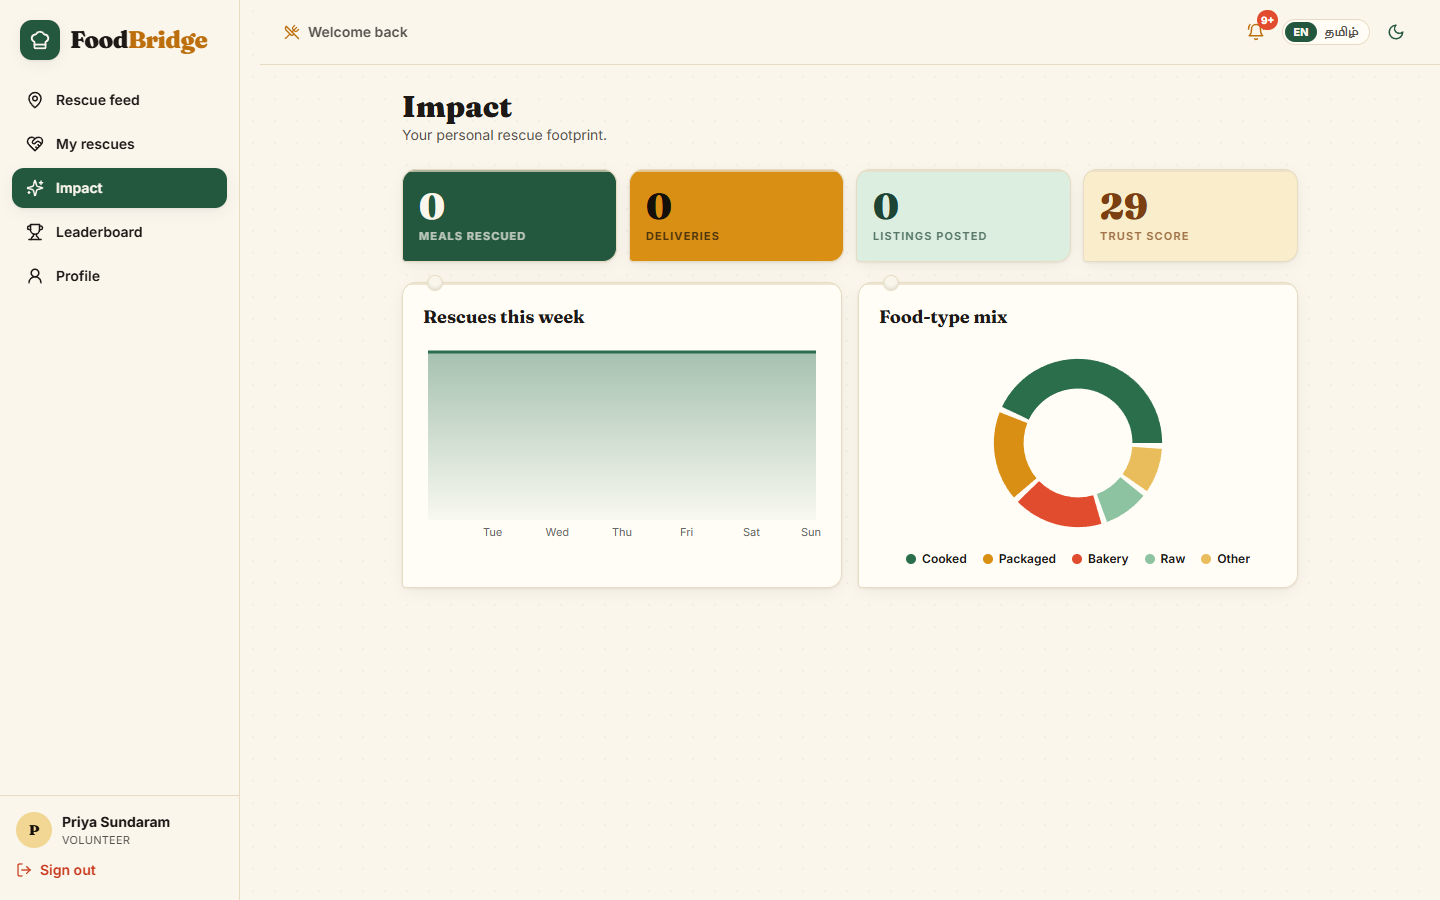 FoodBridge
Rescue feed
My rescues
Impact
Leaderboard
Profile
Priya Sundaram
VOLUNTEER
Sign out
P
Welcome back
9+
EN
தமிழ்
Impact
Your personal rescue footprint.
0
MEALS RESCUED
0
DELIVERIES
0
LISTINGS POSTED
29
TRUST SCORE
Rescues this week
Tue Wed Thu Fri Sat Sun
Food-type mix
Cooked Packaged Bakery Raw Other